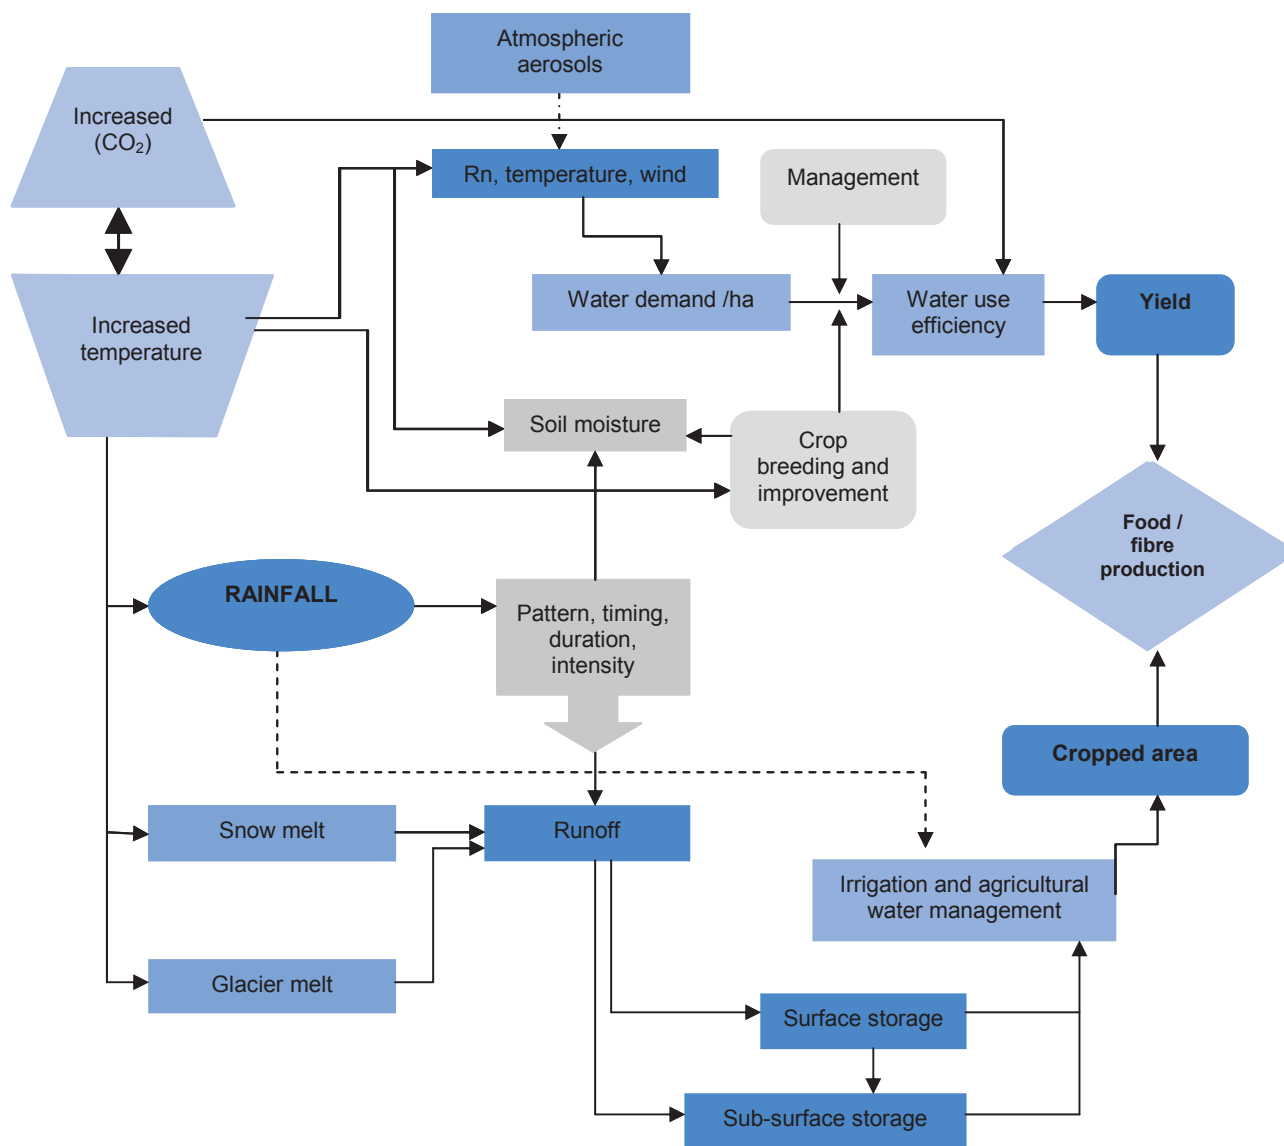 Atmospheric
aerosols
Increased
(CO₂)
Rn, temperature, wind
Management
Increased
temperature
Water demand /ha
Water use
efficiency
Yield
Soil moisture
Crop
breeding and
improvement
Food /
fibre
production
RAINFALL
Pattern, timing,
duration,
intensity
Cropped area
Snow melt
Runoff
Irrigation and agricultural
water management
Glacier melt
Surface storage
Sub-surface storage